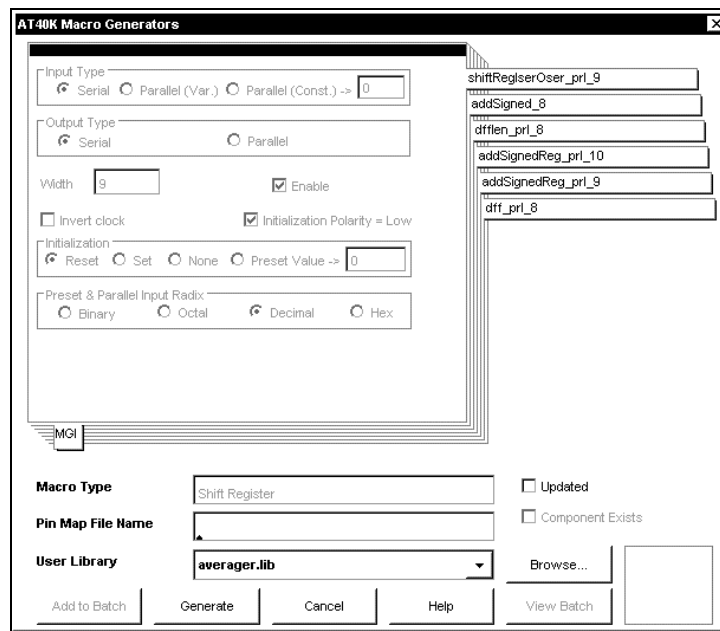 AT40K Macro Generators
Input Type
Serial Parallel (Var.) Parallel (Const.) -> 0
Output Type
Serial Parallel
Width 9 Enable
Invert clock Initialization Polarity = Low
Initialization
Reset Set None Preset Value -> 0
Preset & Parallel Input Radix
Binary Octal Decimal Hex
MGI
shiftRegIserOser_prl_9
addSigned_8
dfflen_prl_8
addSignedReg_prl_10
addSignedReg_prl_9
dff_prl_8
Macro Type Shift Register Updated
Pin Map File Name Component Exists
User Library averager.lib Browse...
Add to Batch Generate Cancel Help View Batch